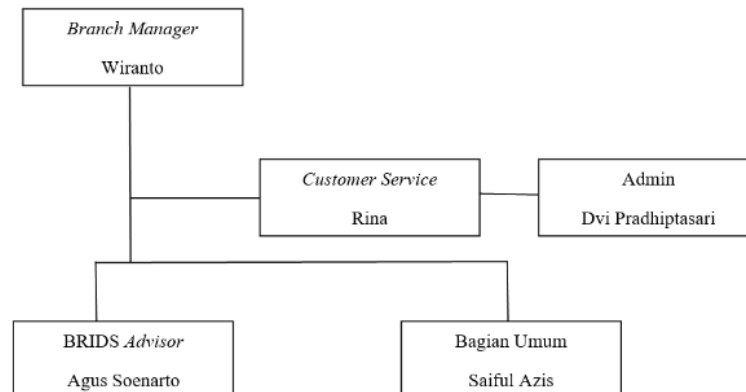 Branch Manager
Wiranto
Customer Service
Rina
Admin
Dvi Pradhiptasari
BRIDS Advisor
Agus Soenarto
Bagian Umum
Saiful Azis